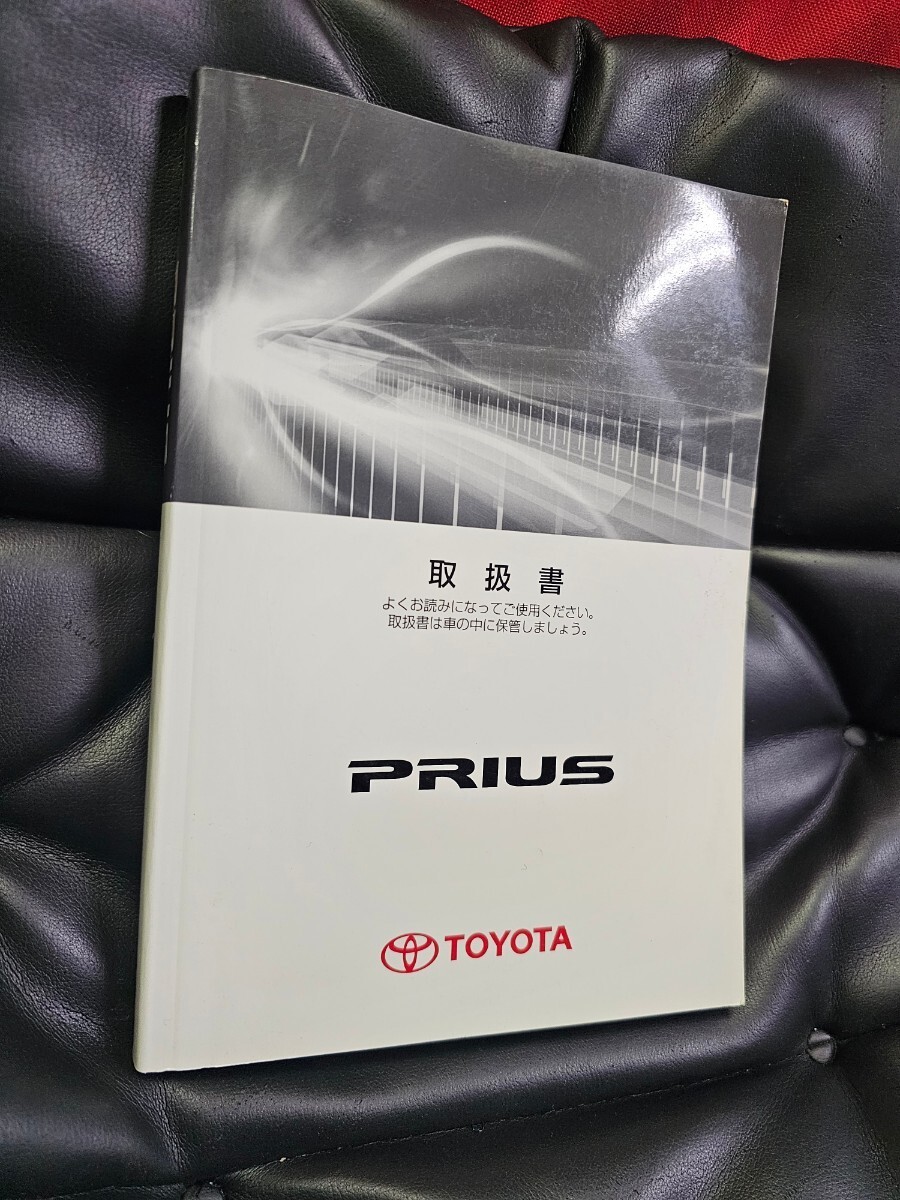 取扱書
よくお読みになってご使用ください。
取扱書は車の中に保管しましょう。
PRIUS
TOYOTA